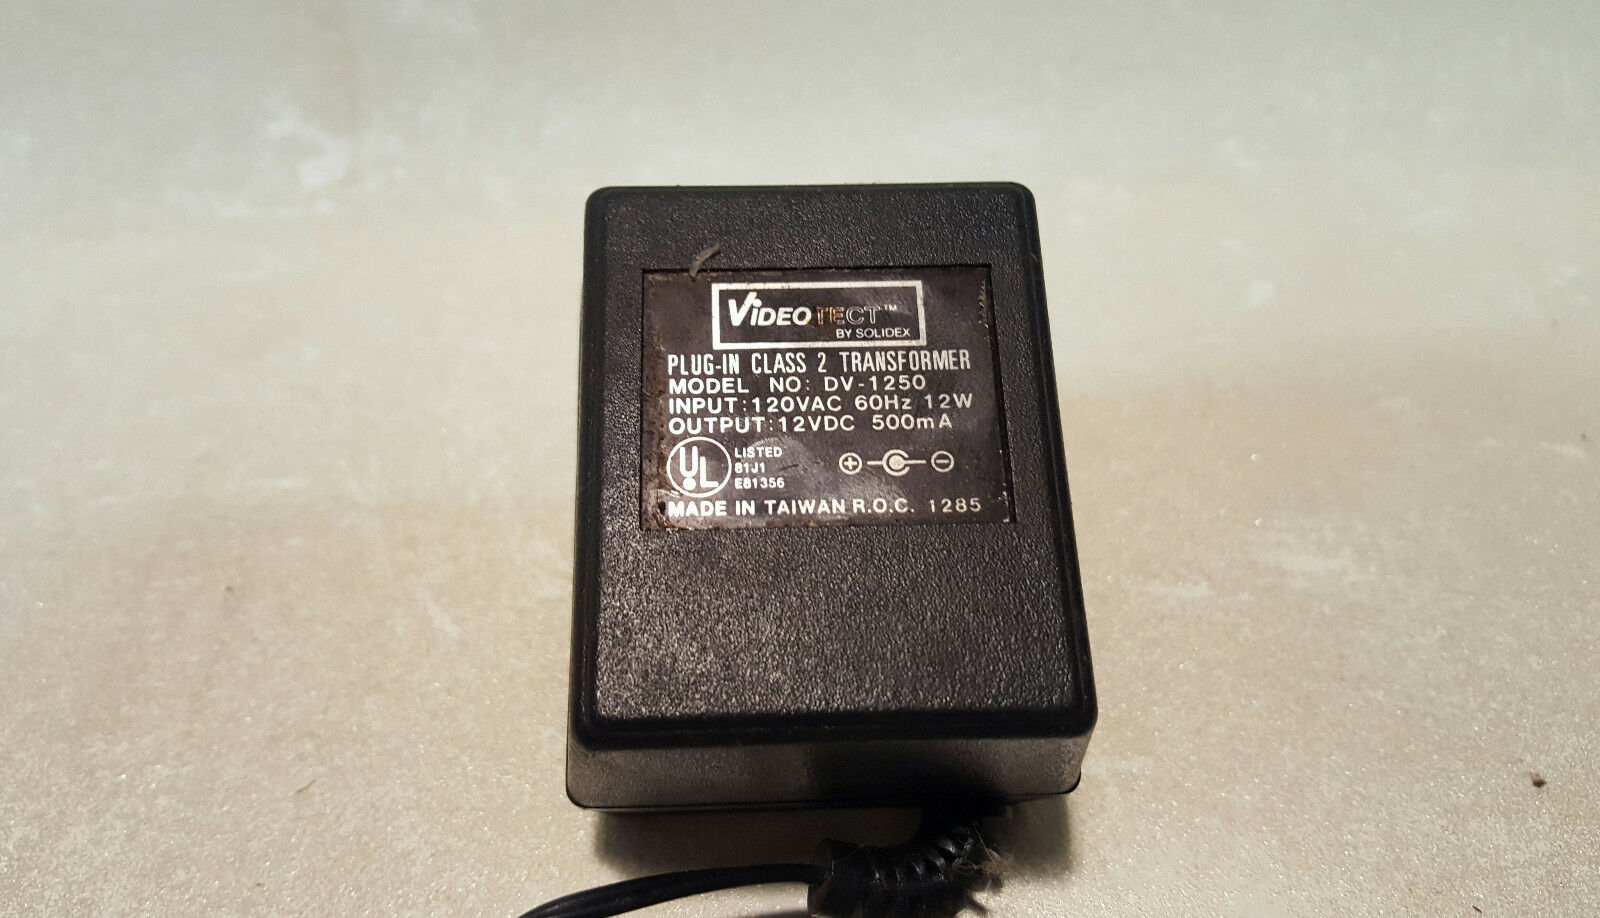 VIDEOTECT™
BY SOLIDEX
PLUG-IN CLASS 2 TRANSFORMER
MODEL NO: DV-1250
INPUT:120VAC 60Hz 12W
OUTPUT:12VDC 500mA
UL LISTED
81J1
E81356
MADE IN TAIWAN R.O.C. 1285